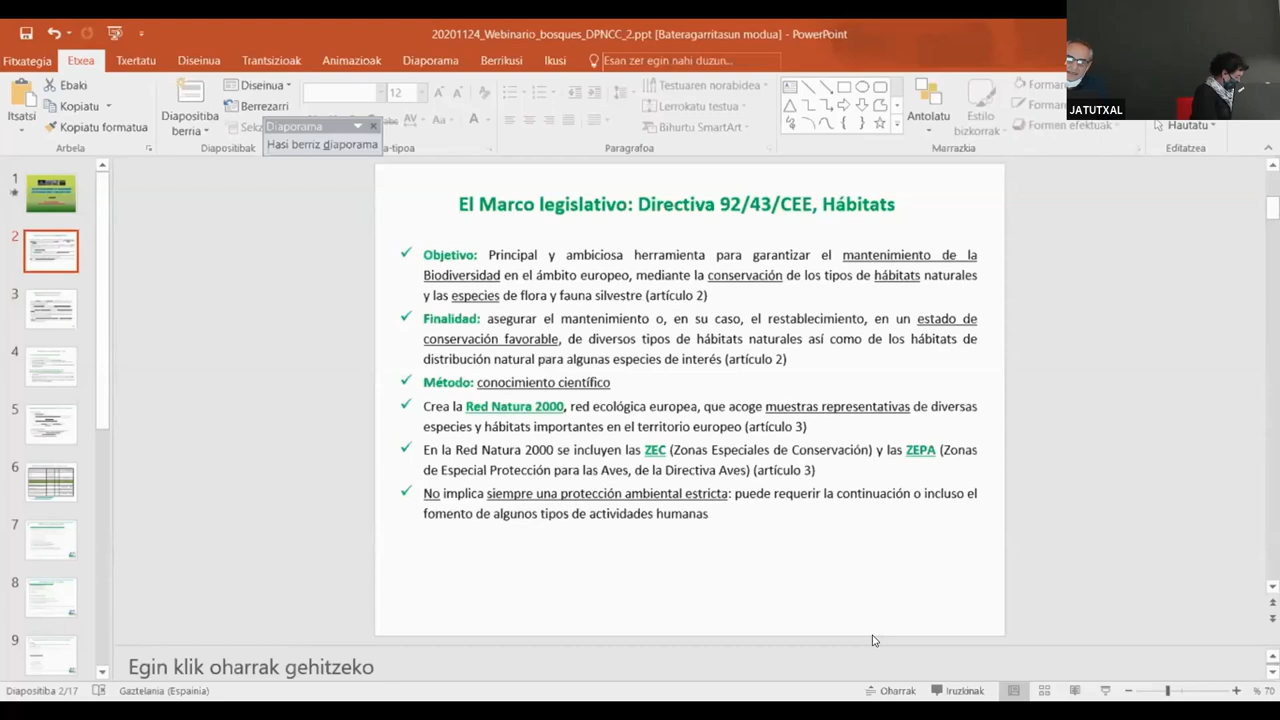 20201124_Webinario_bosques_DPNCC_2.ppt [Bateragarritasun modua] - PowerPoint
Fitxategia Etxea Txertatu Diseinua Trantsizioak Animazioak Diaporama Berrikusi Ikusi Esan zer egin nahi duzun...
Itsatsi
Ebaki
Kopiatu
Kopiatu formatua
Arbela
Diapositiba
berria
Diseinua
Berrezarri
Diapositibak
Diaporama
Hasi berriz diaporama
12
Aa
A
Testuaren norabidea
Lerrokatu testua
Bihurtu SmartArt
Paragrafoa
Antolatu
Estilo
bizkorrak
Formaren efektuak
Marrazkia
Hautatu
Editatzea
JATUTXAL
1
2
3
4
5
6
7
8
9
El Marco legislativo: Directiva 92/43/CEE, Hábitats
✓ Objetivo: Principal y ambiciosa herramienta para garantizar el mantenimiento de la
Biodiversidad en el ámbito europeo, mediante la conservación de los tipos de hábitats naturales
y las especies de flora y fauna silvestre (artículo 2)
✓ Finalidad: asegurar el mantenimiento o, en su caso, el restablecimiento, en un estado de
conservación favorable, de diversos tipos de hábitats naturales así como de los hábitats de
distribución natural para algunas especies de interés (artículo 2)
✓ Método: conocimiento científico
✓ Crea la Red Natura 2000, red ecológica europea, que acoge muestras representativas de diversas
especies y hábitats importantes en el territorio europeo (artículo 3)
✓ En la Red Natura 2000 se incluyen las ZEC (Zonas Especiales de Conservación) y las ZEPA (Zonas
de Especial Protección para las Aves, de la Directiva Aves) (artículo 3)
✓ No implica siempre una protección ambiental estricta: puede requerir la continuación o incluso el
fomento de algunos tipos de actividades humanas
Egin klik oharrak gehitzeko
Diapositiba 2/17 Gaztelania (Espainia) Oharrak Iruzkinak % 70